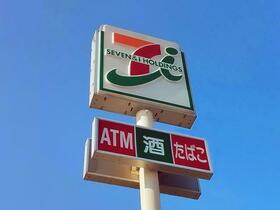 SEVEN & I HOLDINGS
ATM 酒 たばこ